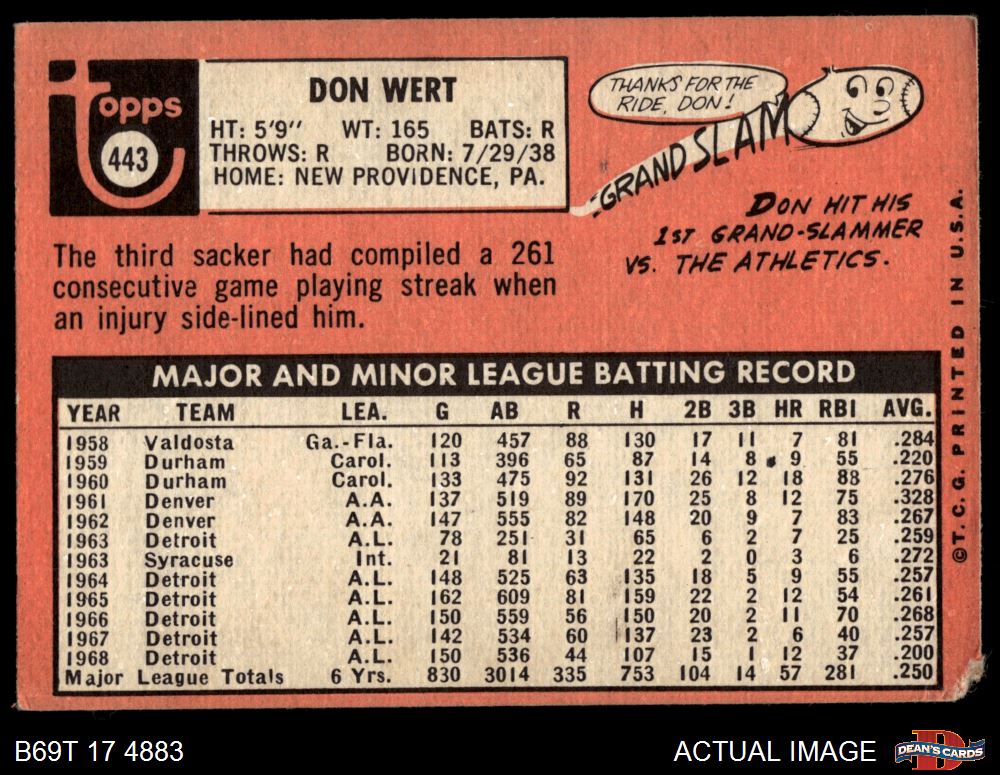 topps
443
DON WERT
HT: 5'9" WT: 165 BATS: R
THROWS: R BORN: 7/29/38
HOME: NEW PROVIDENCE, PA.
THANKS FOR THE
RIDE, DON!
GRAND SLAM
DON HIT HIS
1ST GRAND-SLAMMER
VS. THE ATHLETICS.
The third sacker had compiled a 261
consecutive game playing streak when
an injury side-lined him.
MAJOR AND MINOR LEAGUE BATTING RECORD
YEAR TEAM LEA. G AB R H 2B 3B HR RBI AVG.
1958 Valdosta Ga.-Fla. 120 457 88 130 17 11 7 81 .284
1959 Durham Carol. 113 396 65 87 14 8 9 55 .220
1960 Durham Carol. 133 475 92 131 26 12 18 88 .276
1961 Denver A.A. 137 519 89 170 25 8 12 75 .328
1962 Denver A.A. 147 555 82 148 20 9 7 83 .267
1963 Detroit A.L. 78 251 31 65 6 2 7 25 .259
1963 Syracuse Int. 21 81 13 22 2 0 3 6 .272
1964 Detroit A.L. 148 525 63 135 18 5 9 55 .257
1965 Detroit A.L. 162 609 81 159 22 2 12 54 .261
1966 Detroit A.L. 150 559 56 150 20 2 11 70 .268
1967 Detroit A.L. 142 534 60 137 23 2 6 40 .257
1968 Detroit A.L. 150 536 44 107 15 1 12 37 .200
Major League Totals 6 Yrs. 830 3014 335 753 104 14 57 281 .250
©T.C.G. PRINTED IN U.S.A.
B69T 17 4883
ACTUAL IMAGE
DEAN'S CARDS